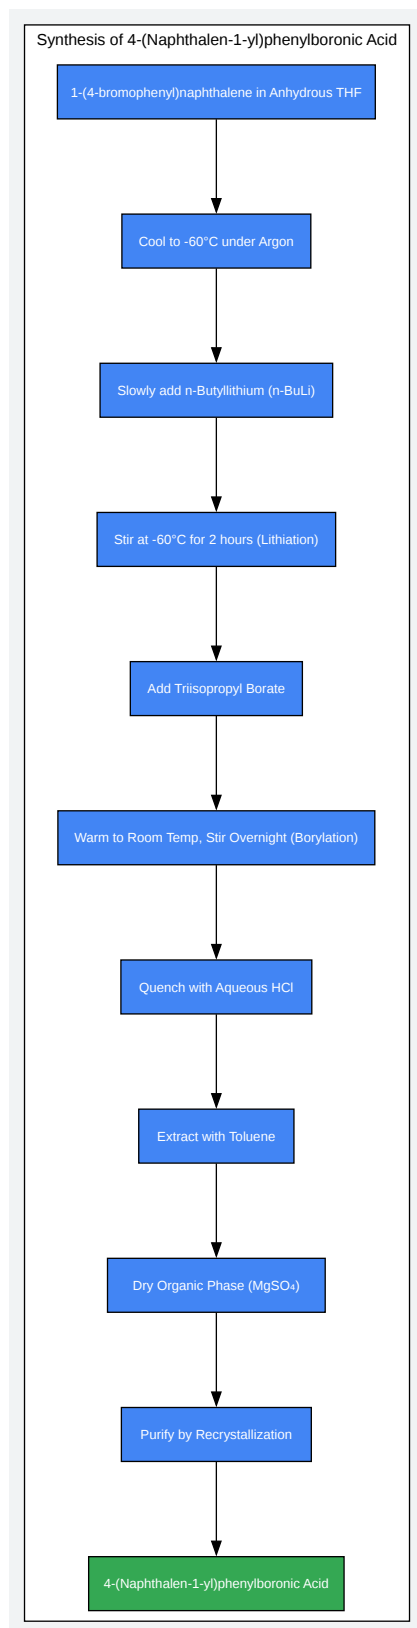 Synthesis of 4-(Naphthalen-1-yl)phenylboronic Acid
1-(4-bromophenyl)naphthalene in Anhydrous THF
Cool to -60°C under Argon
Slowly add n-Butyllithium (n-BuLi)
Stir at -60°C for 2 hours (Lithiation)
Add Triisopropyl Borate
Warm to Room Temp, Stir Overnight (Borylation)
Quench with Aqueous HCl
Extract with Toluene
Dry Organic Phase (MgSO₄)
Purify by Recrystallization
4-(Naphthalen-1-yl)phenylboronic Acid